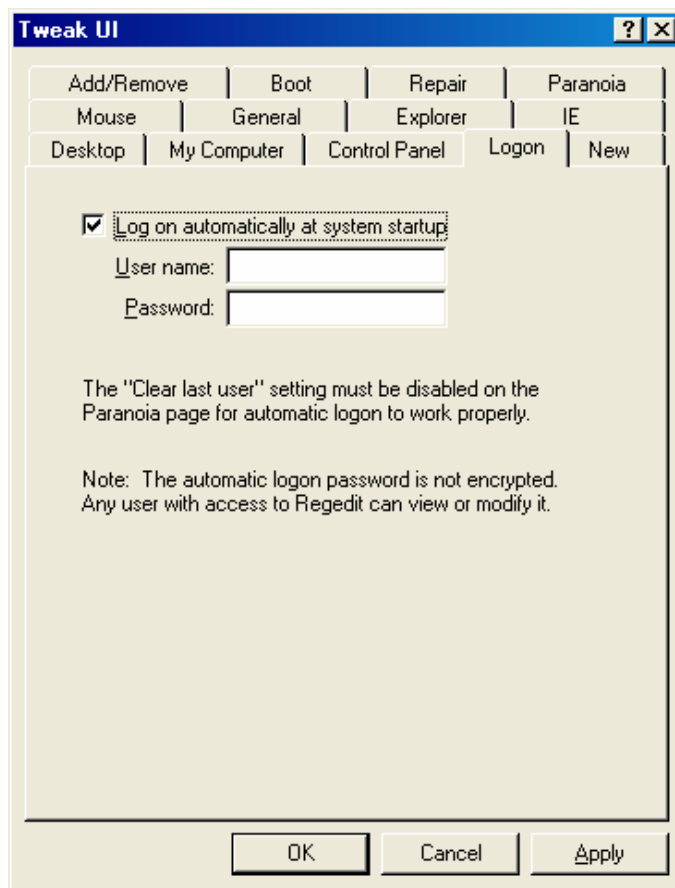 Tweak UI
Add/Remove Boot Repair Paranoia
Mouse General Explorer IE
Desktop My Computer Control Panel Logon New
Log on automatically at system startup
User name:
Password:
The "Clear last user" setting must be disabled on the
Paranoia page for automatic logon to work properly.
Note: The automatic logon password is not encrypted.
Any user with access to Regedit can view or modify it.
OK Cancel Apply